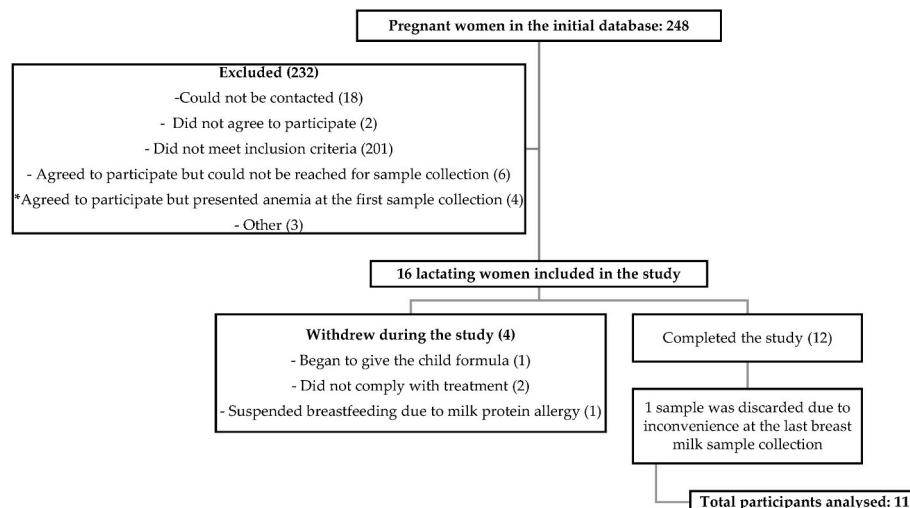 Pregnant women in the initial database: 248
Excluded (232)
-Could not be contacted (18)
- Did not agree to participate (2)
- Did not meet inclusion criteria (201)
- Agreed to participate but could not be reached for sample collection (6)
*Agreed to participate but presented anemia at the first sample collection (4)
- Other (3)
16 lactating women included in the study
Withdrew during the study (4)
- Began to give the child formula (1)
- Did not comply with treatment (2)
- Suspended breastfeeding due to milk protein allergy (1)
Completed the study (12)
1 sample was discarded due to
inconvenience at the last breast
milk sample collection
Total participants analysed: 11